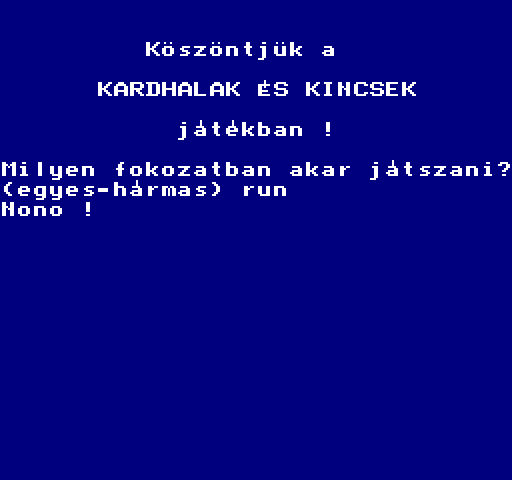 Köszöntjük a
KARDHALAK ÉS KINCSEK
játékban !
Milyen fokozatban akar játszani?
(egyes-hármas) run
Nono !